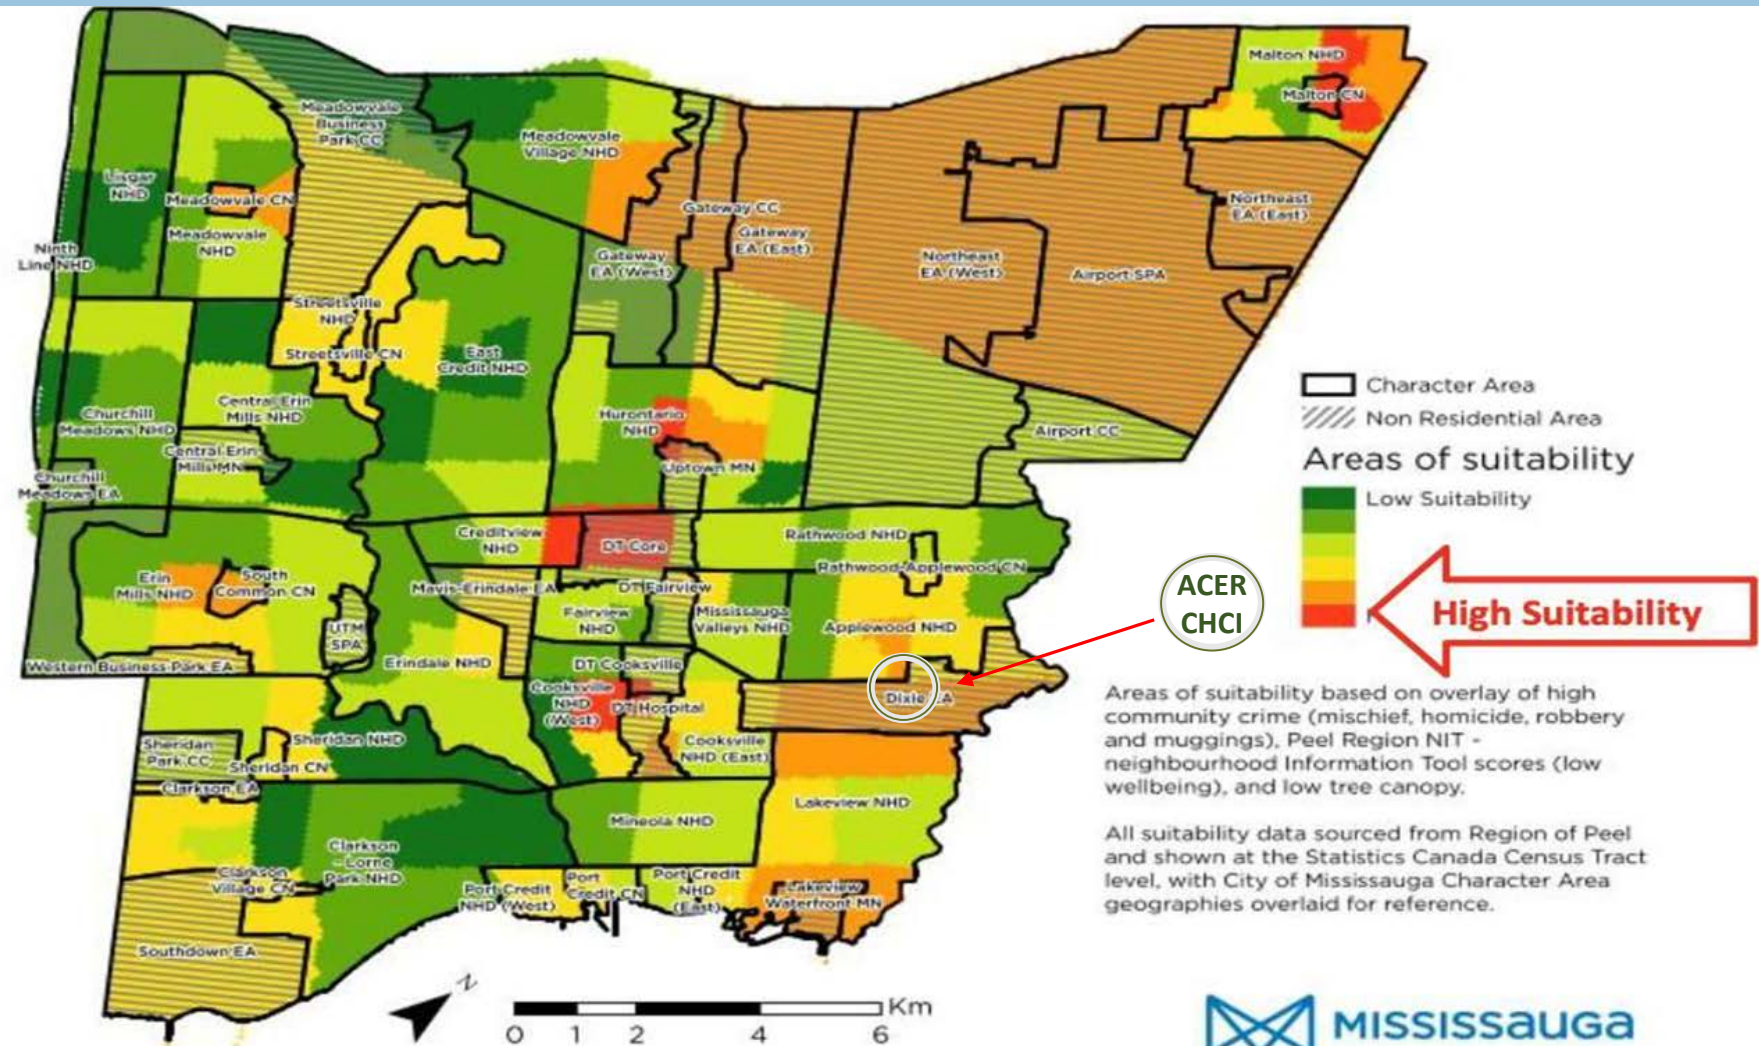 Malton NHD
Malton CN
Meadowvale
Business
Park CC
Meadowvale
Village NHD
Lisgar
NHD
Meadowvale CN
Meadowvale
NHD
Ninth
Line NHD
Gateway CC
Gateway
EA (East)
Gateway
EA (West)
Northeast
EA (West)
Airport SPA
Northeast
EA (East)
Streetsville
NHD
Streetsville CN
East
Credit NHD
Churchill
Meadows NHD
Central Erin
Mills NHD
Central Erin
Mills MN
Churchill
Meadows EA
Hurontario
NHD
Uptown MN
Airport CC
Creditview
NHD
DT Core
Rathwood NHD
Rathwood-Applewood CN
Erin
Mills NHD
South
Common CN
Mavis-Erindale EA
DT Fairview
Fairview
NHD
Mississauga
Valleys NHD
Applewood NHD
UTM
SPA
Western Business Park EA
Erindale NHD
DT Cooksville
Cooksville
NHD
(West)
DT Hospital
Dixie EA
Cooksville
NHD (East)
Sheridan
Park CC
Sheridan NHD
Sheridan CN
Clarkson EA
Lakeview NHD
Mineola NHD
Clarkson
- Lorne
Park NHD
Clarkson
Village CN
Port Credit
NHD (West)
Port
Credit CN
Port Credit
NHD
(East)
Lakeview
Waterfront MN
Southdown EA
N
Km
0 1 2 4 6
ACER
CHCI
Character Area
Non Residential Area
Areas of suitability
Low Suitability
High Suitability
Areas of suitability based on overlay of high
community crime (mischief, homicide, robbery
and muggings), Peel Region NIT -
neighbourhood Information Tool scores (low
wellbeing), and low tree canopy.
All suitability data sourced from Region of Peel
and shown at the Statistics Canada Census Tract
level, with City of Mississauga Character Area
geographies overlaid for reference.
MISSISSauGa